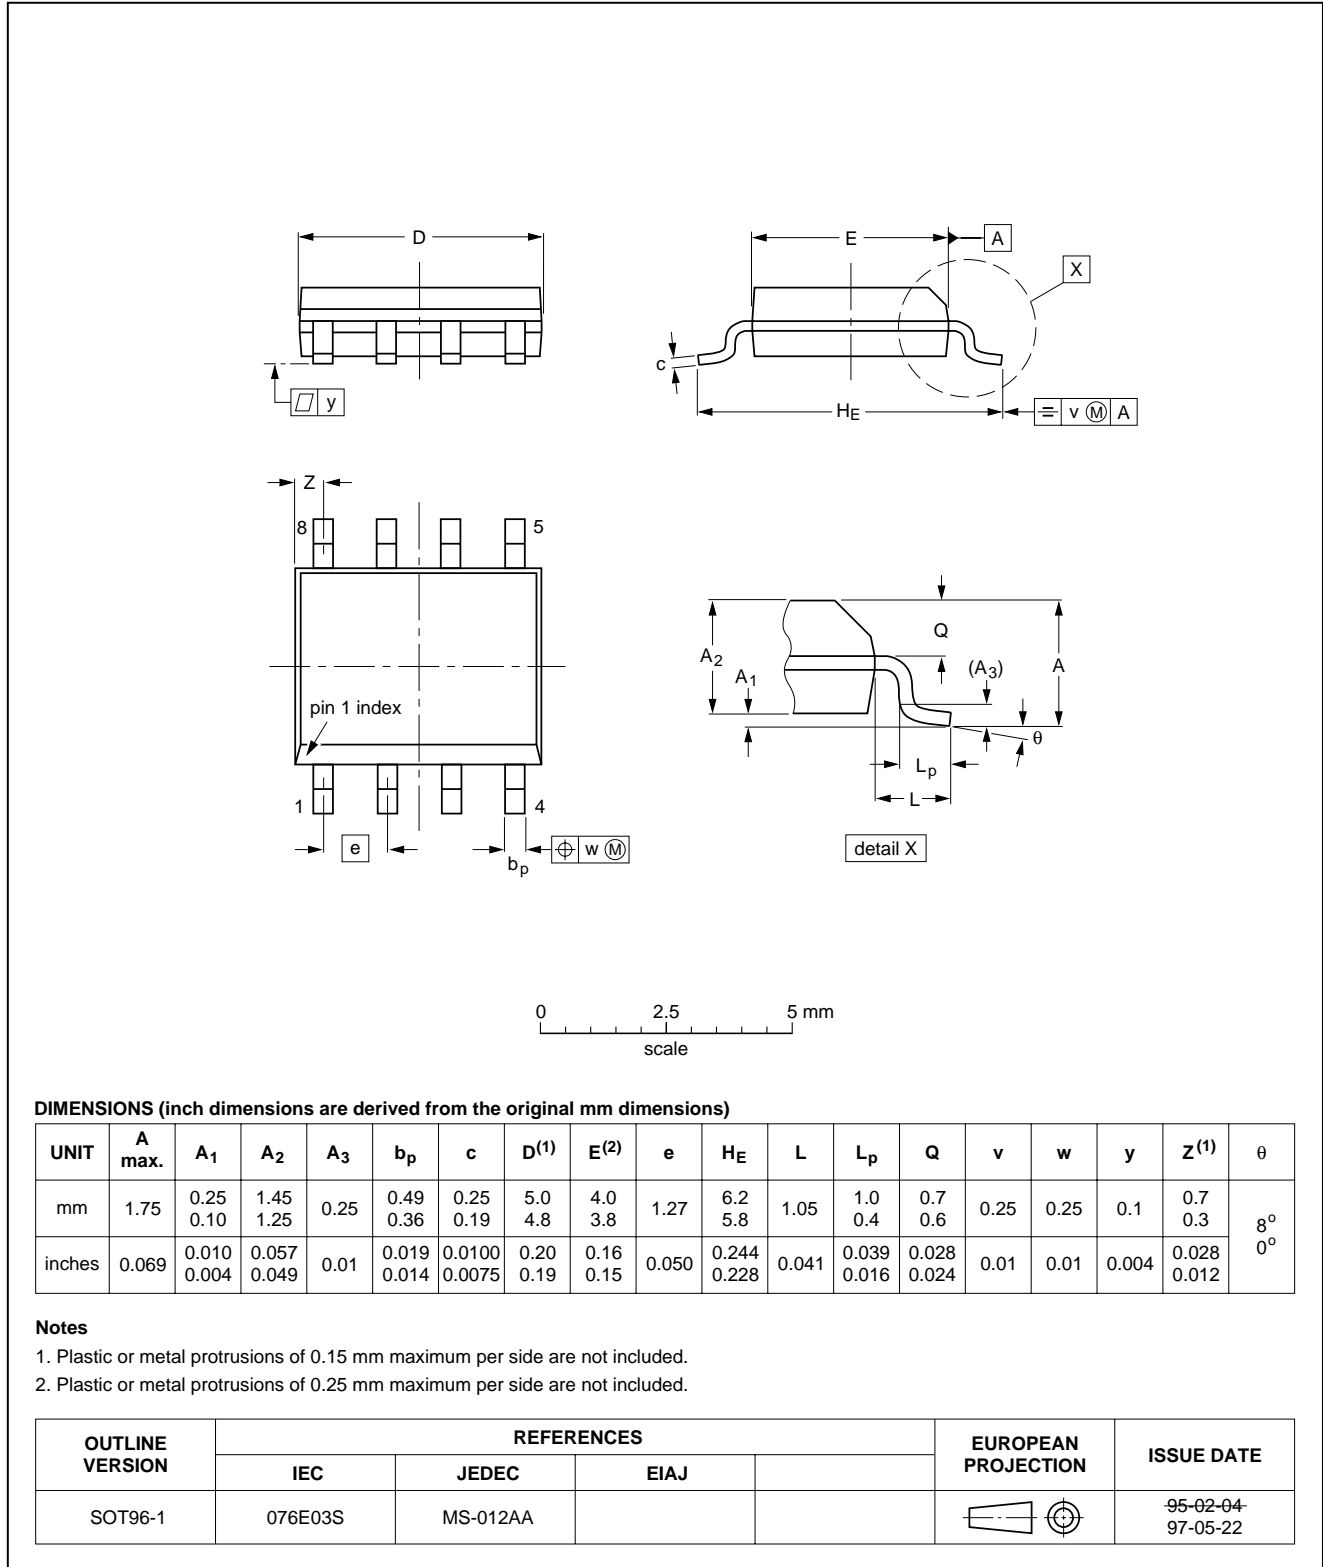 D
E
A
X
c
y
HE
v Ⓜ A
Z
8
5
pin 1 index
1
4
e
bp
w Ⓜ
A2
A1
Q
(A3)
A
θ
Lp
L
detail X
0 2.5 5 mm
scale
DIMENSIONS (inch dimensions are derived from the original mm dimensions)
UNIT A max. A1 A2 A3 bp c D(1) E(2) e HE L Lp Q v w y Z(1) θ
mm 1.75 0.25 0.10 1.45 1.25 0.25 0.49 0.36 0.25 0.19 5.0 4.8 4.0 3.8 1.27 6.2 5.8 1.05 1.0 0.4 0.7 0.6 0.25 0.25 0.1 0.7 0.3 8o 0o
inches 0.069 0.010 0.004 0.057 0.049 0.01 0.019 0.014 0.0100 0.0075 0.20 0.19 0.16 0.15 0.050 0.244 0.228 0.041 0.039 0.016 0.028 0.024 0.01 0.01 0.004 0.028 0.012
Notes
1. Plastic or metal protrusions of 0.15 mm maximum per side are not included.
2. Plastic or metal protrusions of 0.25 mm maximum per side are not included.
OUTLINE VERSION REFERENCES EUROPEAN PROJECTION ISSUE DATE
IEC JEDEC EIAJ
SOT96-1 076E03S MS-012AA 95-02-04
97-05-22